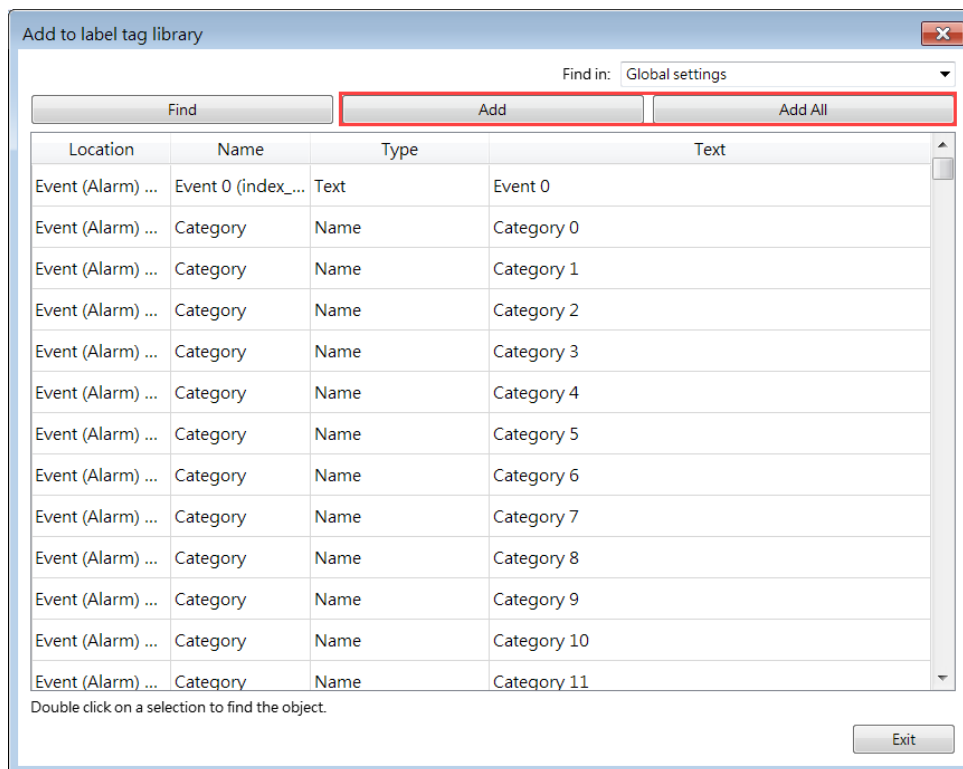 Add to label tag library
Find in: Global settings
Find Add Add All
Location Name Type Text
Event (Alarm) ... Event 0 (index_... Text Event 0
Event (Alarm) ... Category Name Category 0
Event (Alarm) ... Category Name Category 1
Event (Alarm) ... Category Name Category 2
Event (Alarm) ... Category Name Category 3
Event (Alarm) ... Category Name Category 4
Event (Alarm) ... Category Name Category 5
Event (Alarm) ... Category Name Category 6
Event (Alarm) ... Category Name Category 7
Event (Alarm) ... Category Name Category 8
Event (Alarm) ... Category Name Category 9
Event (Alarm) ... Category Name Category 10
Event (Alarm) ... Category Name Category 11
Double click on a selection to find the object.
Exit